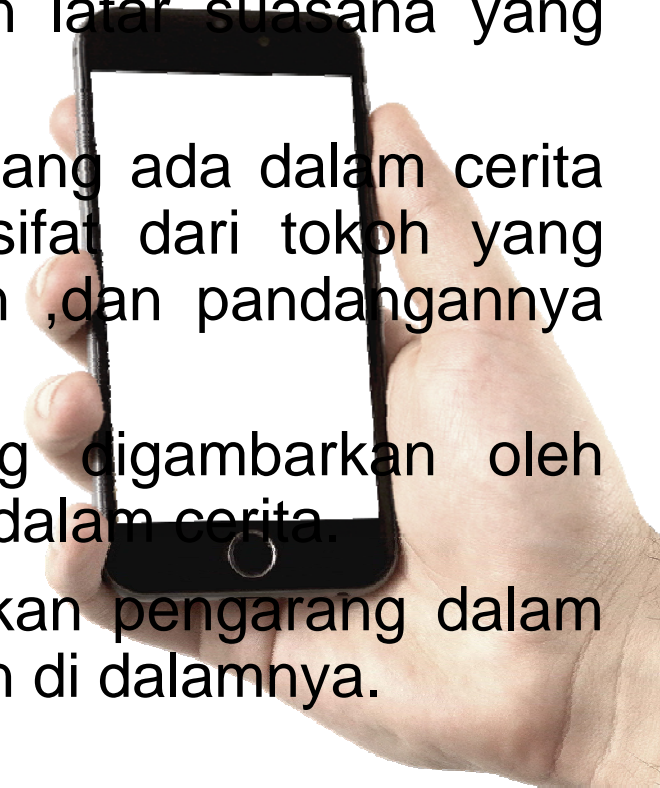 latar suasana yang
ang ada dalam cerita
sifat dari tokoh yang
n ,dan pandangannya
g digambarkan oleh
dalam cerita.
kan pengarang dalam
n di dalamnya.